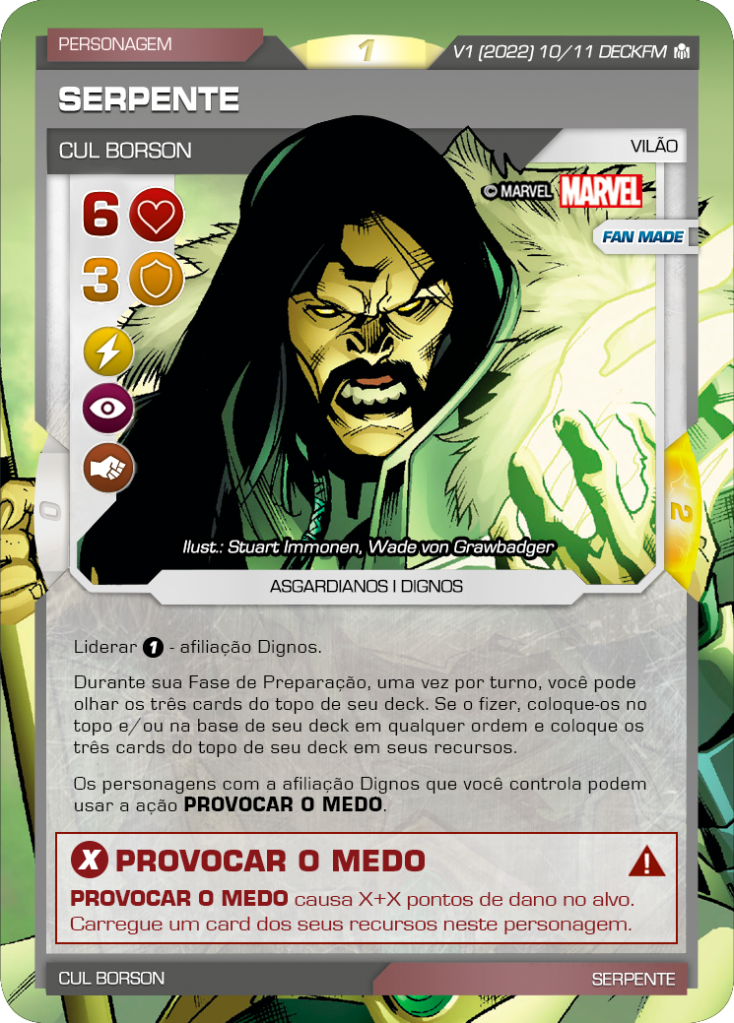 PERSONAGEM
1
V1 (2022) 10/11 DECKFM
SERPENTE
CUL BORSON
VILÃO
© MARVEL MARVEL
6
FAN MADE
3
0
2
Ilust.: Stuart Immonen, Wade von Grawbadger
ASGARDIANOS | DIGNOS
Liderar 1 - afiliação Dignos.
Durante sua Fase de Preparação, uma vez por turno, você pode
olhar os três cards do topo de seu deck. Se o fizer, coloque-os no
topo e/ou na base de seu deck em qualquer ordem e coloque os
três cards do topo de seu deck em seus recursos.
Os personagens com a afiliação Dignos que você controla podem
usar a ação PROVOCAR O MEDO.
X PROVOCAR O MEDO
PROVOCAR O MEDO causa X+X pontos de dano no alvo.
Carregue um card dos seus recursos neste personagem.
CUL BORSON
SERPENTE